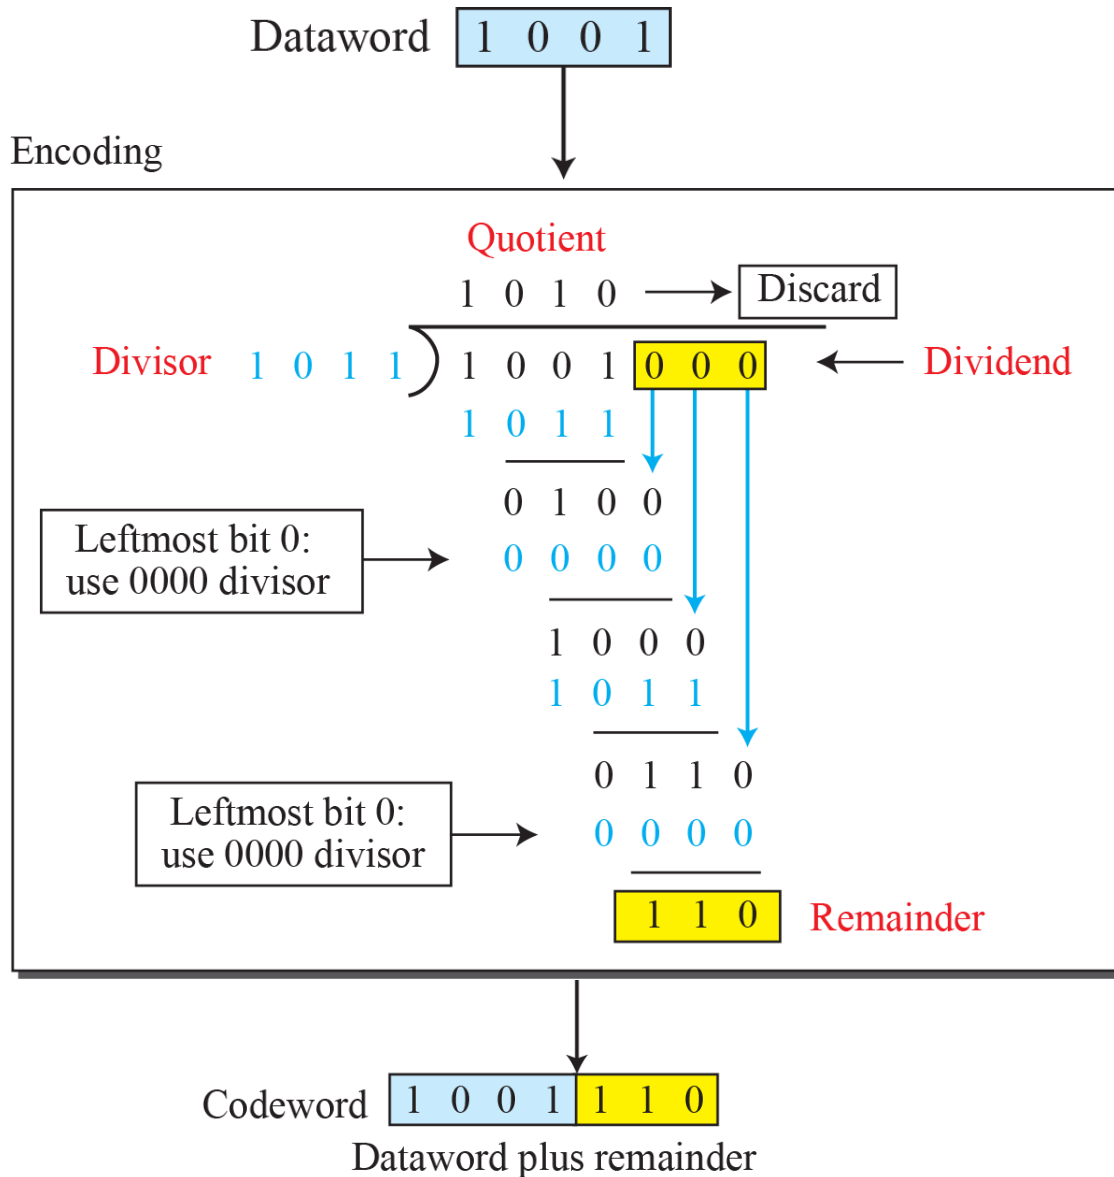 Dataword 1 0 0 1
Encoding
Quotient
1 0 1 0 Discard
Divisor 1 0 1 1 1 0 0 1 0 0 0 Dividend
1 0 1 1
0 1 0 0
Leftmost bit 0:
use 0000 divisor
0 0 0 0
1 0 0 0
1 0 1 1
0 1 1 0
Leftmost bit 0:
use 0000 divisor
0 0 0 0
1 1 0 Remainder
Codeword 1 0 0 1 1 1 0
Dataword plus remainder